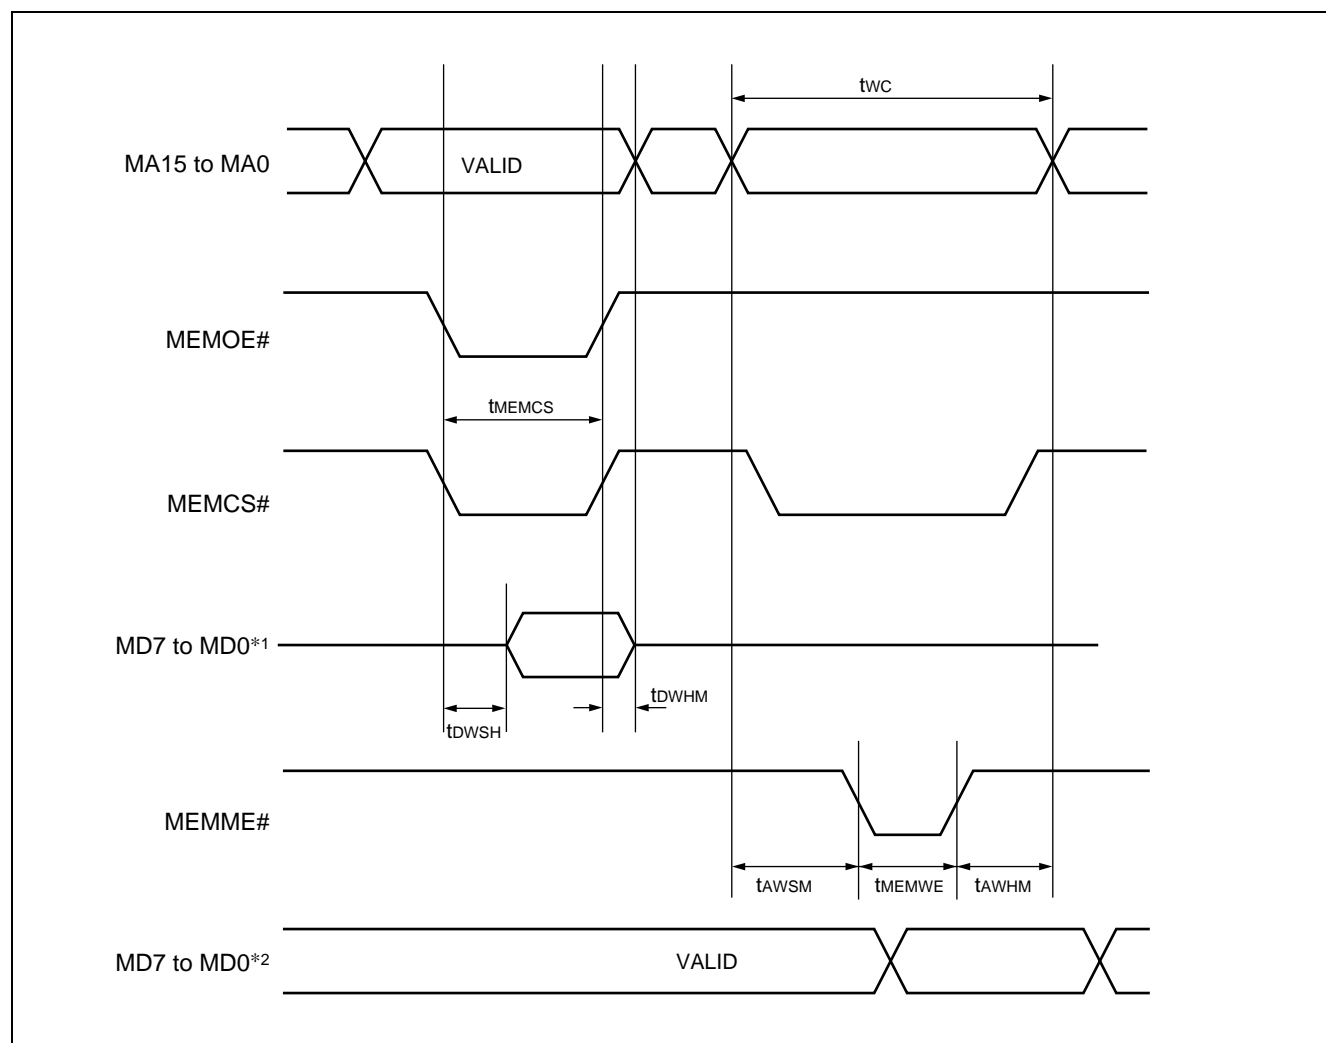 tWC
MA15 to MA0
VALID
MEMOE#
tMEMCS
MEMCS#
MD7 to MD0*1
tDWHM
tDWSH
MEMME#
tAWSM
tMEMWE
tAWHM
MD7 to MD0*2
VALID